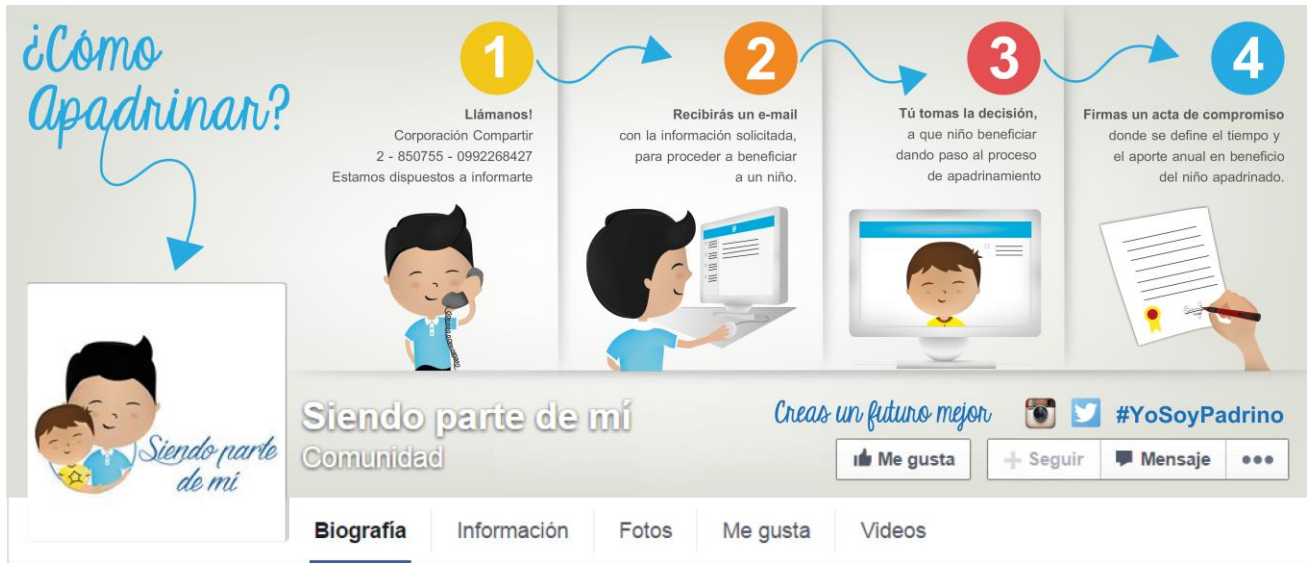 ¿Cómo
Apadrinar?
1
Llámanos!
Corporación Compartir
2 - 850755 - 0992268427
Estamos dispuestos a informarte
2
Recibirás un e-mail
con la información solicitada,
para proceder a beneficiar
a un niño.
3
Tú tomas la decisión,
a que niño beneficiar
dando paso al proceso
de apadrinamiento
4
Firmas un acta de compromiso
donde se define el tiempo y
el aporte anual en beneficio
del niño apadrinado.
Siendo parte
de mí
Siendo parte de mí
Comunidad
Creas un futuro mejor
#YoSoyPadrino
Me gusta
Seguir
Mensaje
Biografía
Información
Fotos
Me gusta
Videos